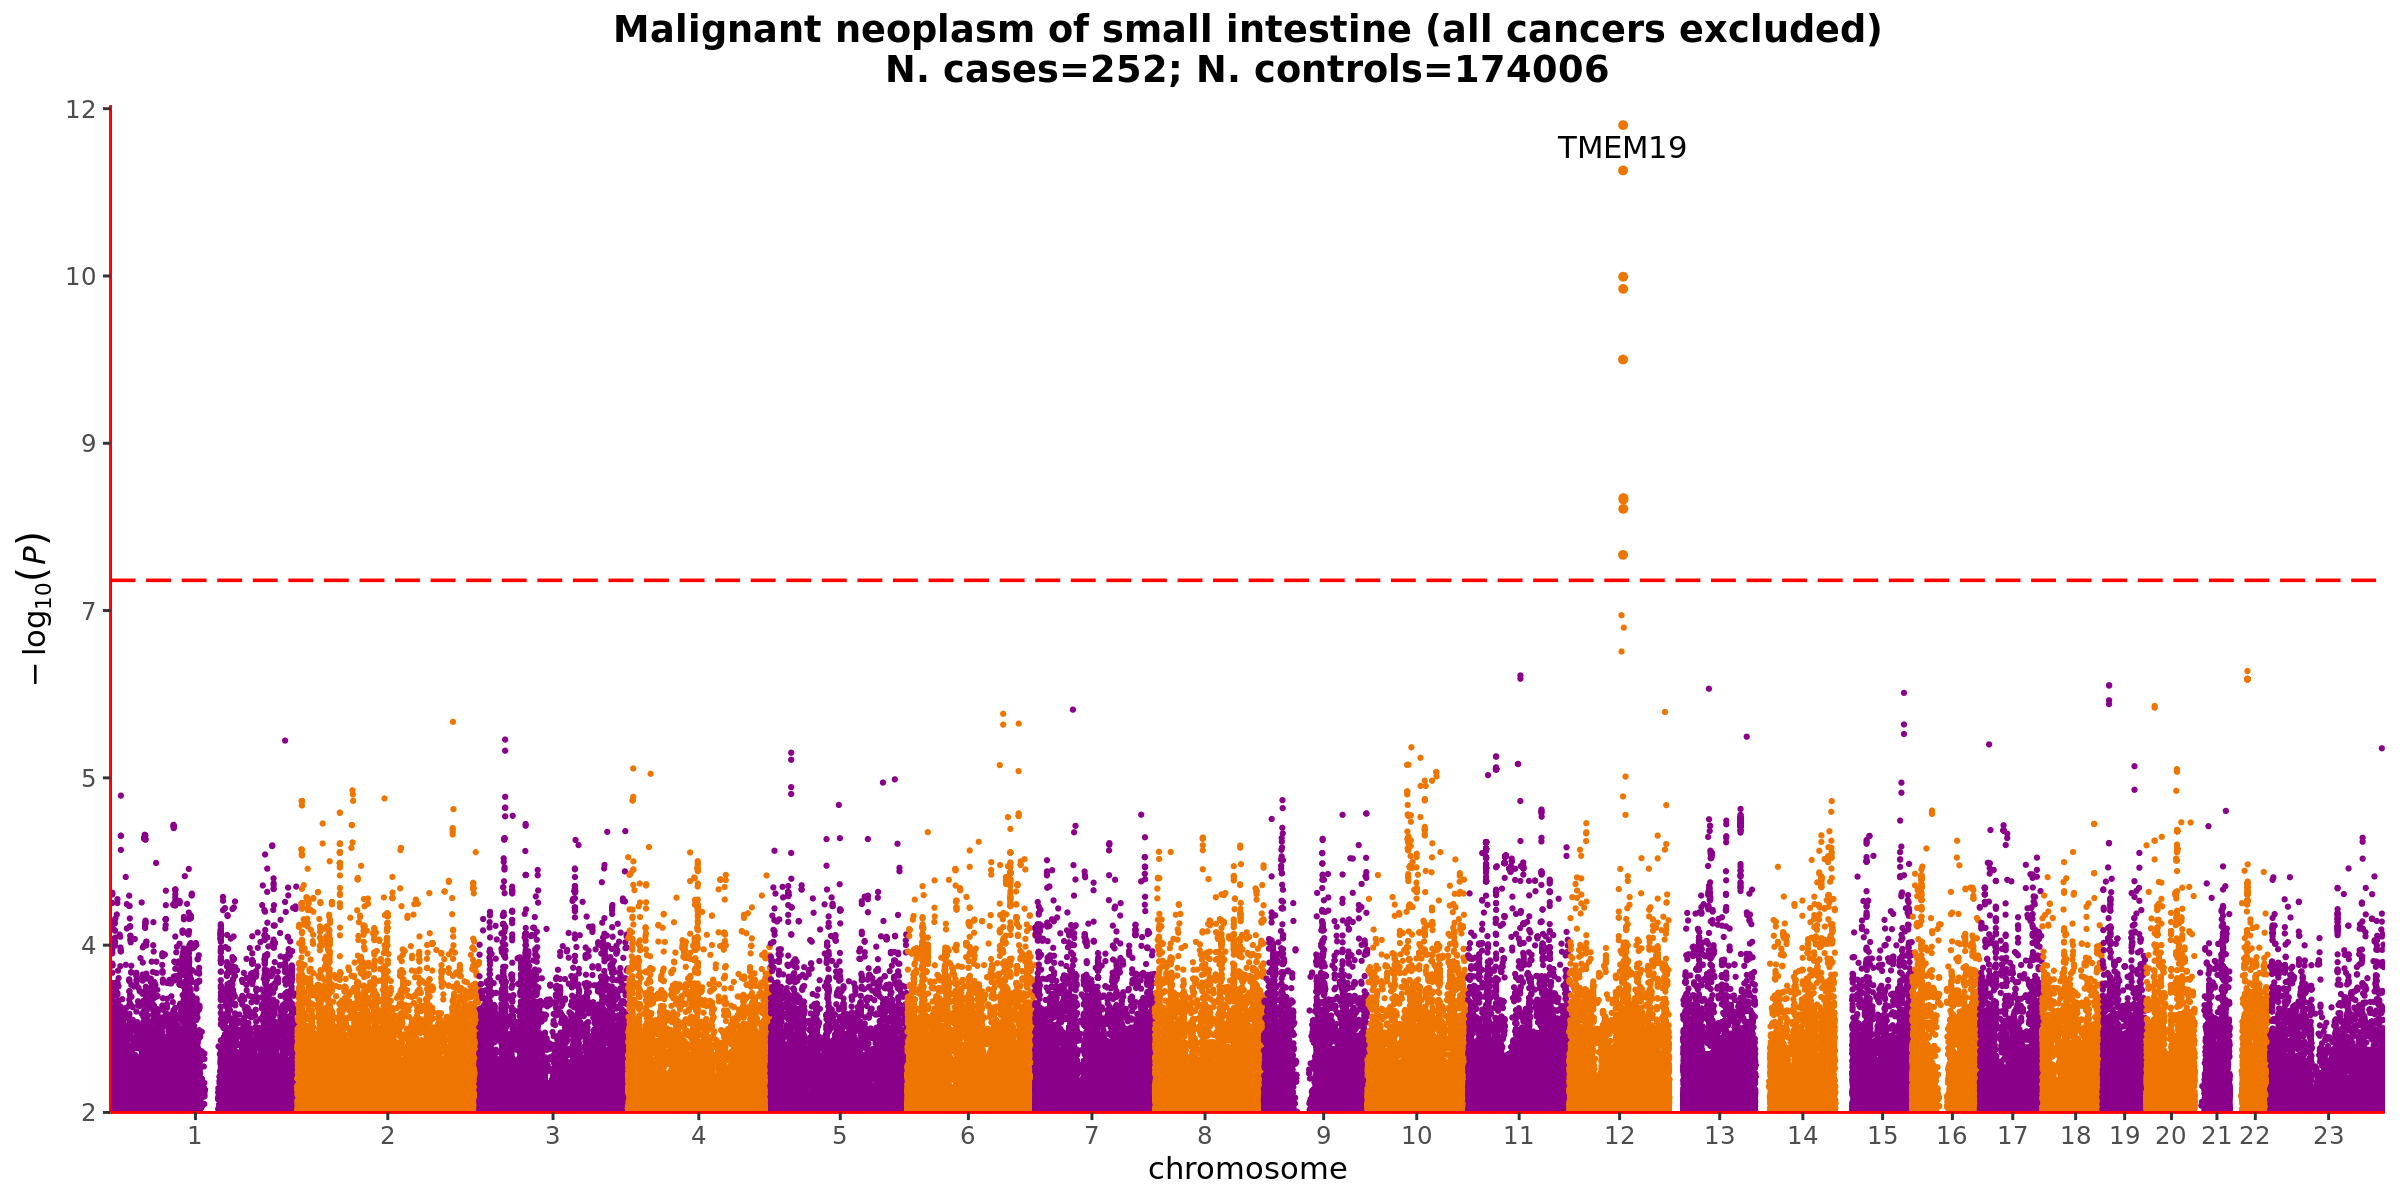 Malignant neoplasm of small intestine (all cancers excluded)
N. cases=252; N. controls=174006
12
TMEM19
10
9
7
5
4
2
−log₁₀(P)
1 2 3 4 5 6 7 8 9 10 11 12 13 14 15 16 17 18 19 20 21 22 23
chromosome